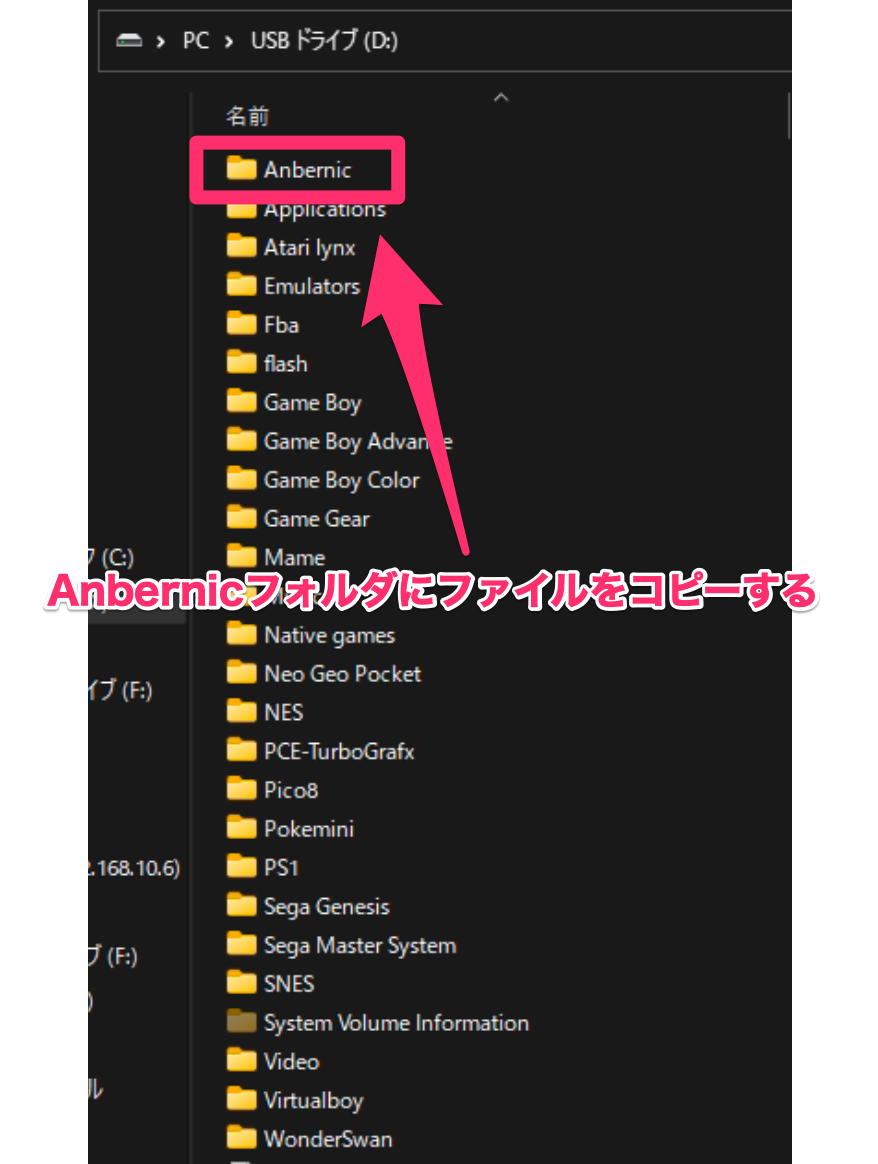 PC › USB ドライブ (D:)
名前
Anbernic
Applications
Atari lynx
Emulators
Fba
flash
Game Boy
Game Boy Advance
Game Boy Color
Game Gear
(C:)
Mame
Anbernicフォルダにファイルをコピーする
Native games
Neo Geo Pocket
イブ (F:)
NES
PCE-TurboGrafx
Pico8
Pokemini
.168.10.6)
PS1
Sega Genesis
Sega Master System
ブ (F:)
SNES
)
System Volume Information
Video
ル
Virtualboy
WonderSwan